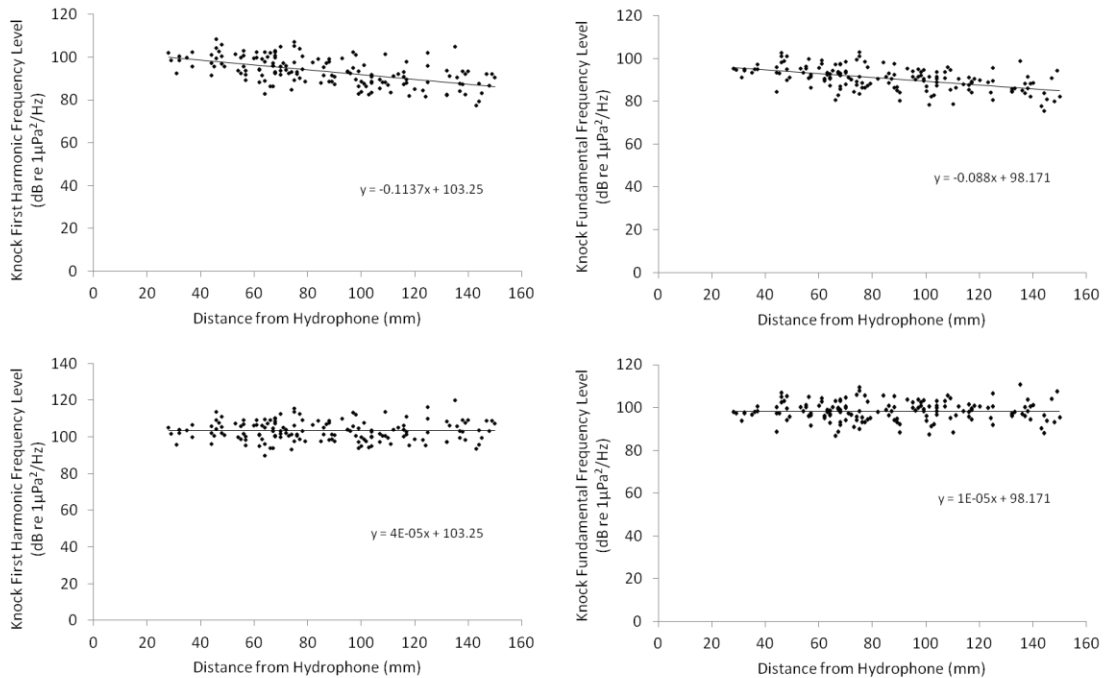 Knock First Harmonic Frequency Level
(dB re 1µPa²/Hz)
120
100
80
60
40
20
0
y = -0.1137x + 103.25
0 20 40 60 80 100 120 140 160
Distance from Hydrophone (mm)
Knock Fundamental Frequency Level
(dB re 1µPa²/Hz)
120
100
80
60
40
20
0
y = -0.088x + 98.171
0 20 40 60 80 100 120 140 160
Distance from Hydrophone (mm)
Knock First Harmonic Frequency Level
(dB re 1µPa²/Hz)
140
120
100
80
60
40
20
0
y = 4E-05x + 103.25
0 20 40 60 80 100 120 140 160
Distance from Hydrophone (mm)
Knock Fundamental Frequency Level
(dB re 1µPa²/Hz)
120
100
80
60
40
20
0
y = 1E-05x + 98.171
0 20 40 60 80 100 120 140 160
Distance from Hydrophone (mm)